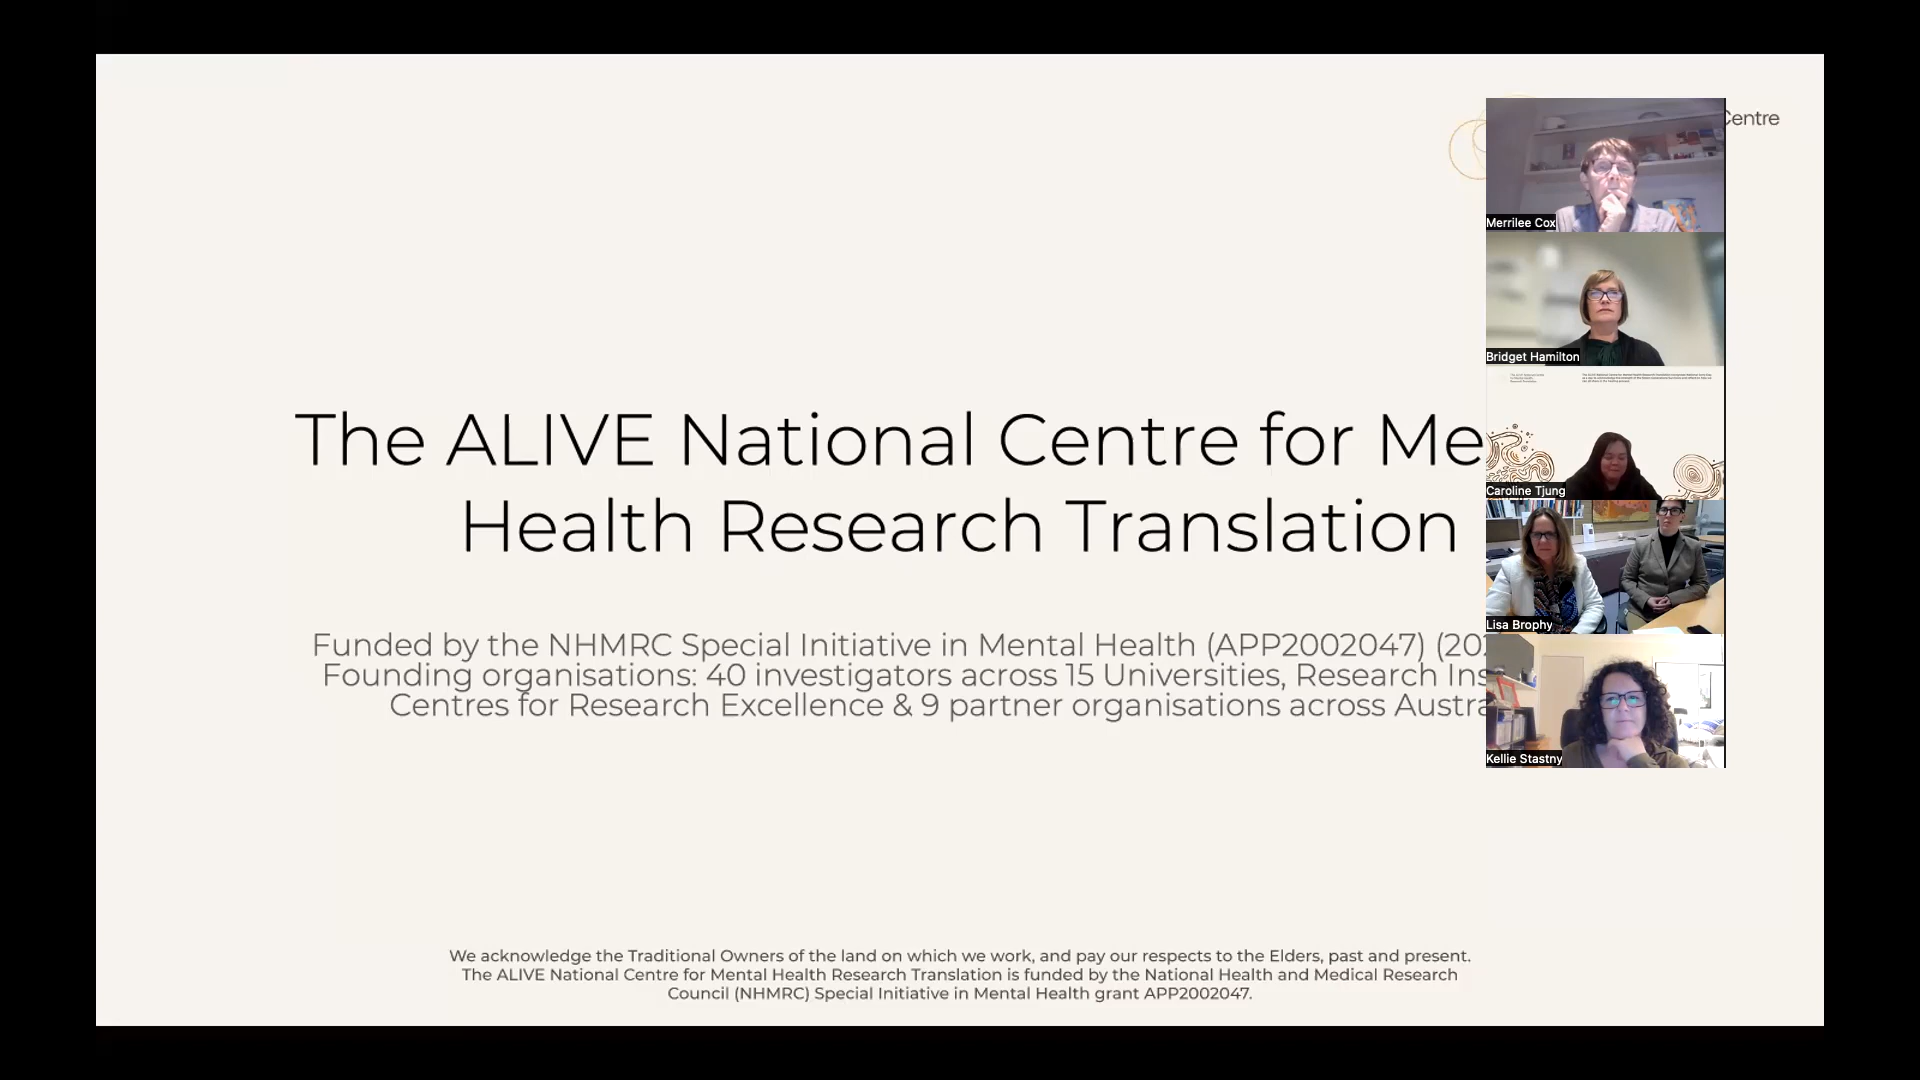 Centre
Merrilee Cox
Bridget Hamilton
The ALIVE National Centre for Me
Health Research Translation
Caroline Tjung
Lisa Brophy
Funded by the NHMRC Special Initiative in Mental Health (APP2002047) (202
Founding organisations: 40 investigators across 15 Universities, Research Ins
Centres for Research Excellence & 9 partner organisations across Austra
Kellie Stastny
We acknowledge the Traditional Owners of the land on which we work, and pay our respects to the Elders, past and present.
The ALIVE National Centre for Mental Health Research Translation is funded by the National Health and Medical Research
Council (NHMRC) Special Initiative in Mental Health grant APP2002047.